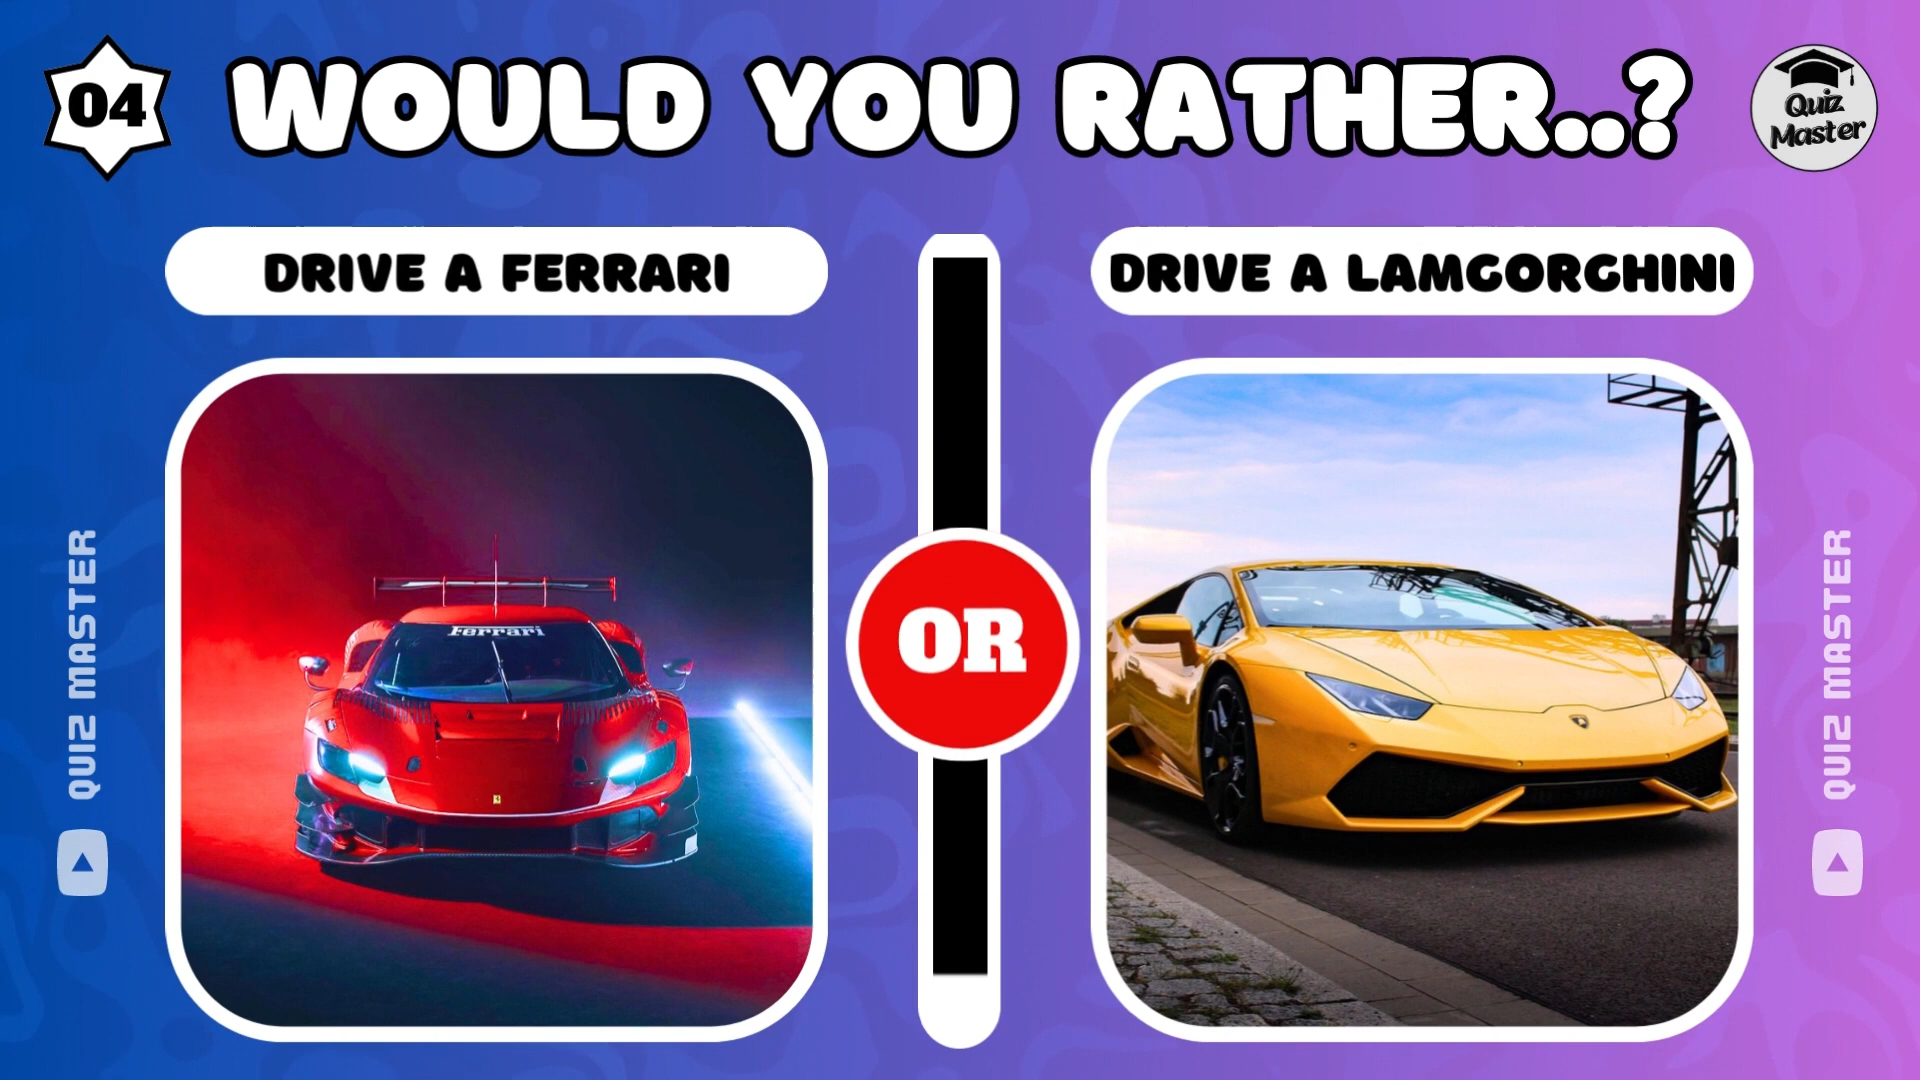 04
WOULD YOU RATHER..?
Quiz
Master
DRIVE A FERRARI
DRIVE A LAMGORGHINI
Ferrari
OR
QUIZ MASTER
QUIZ MASTER